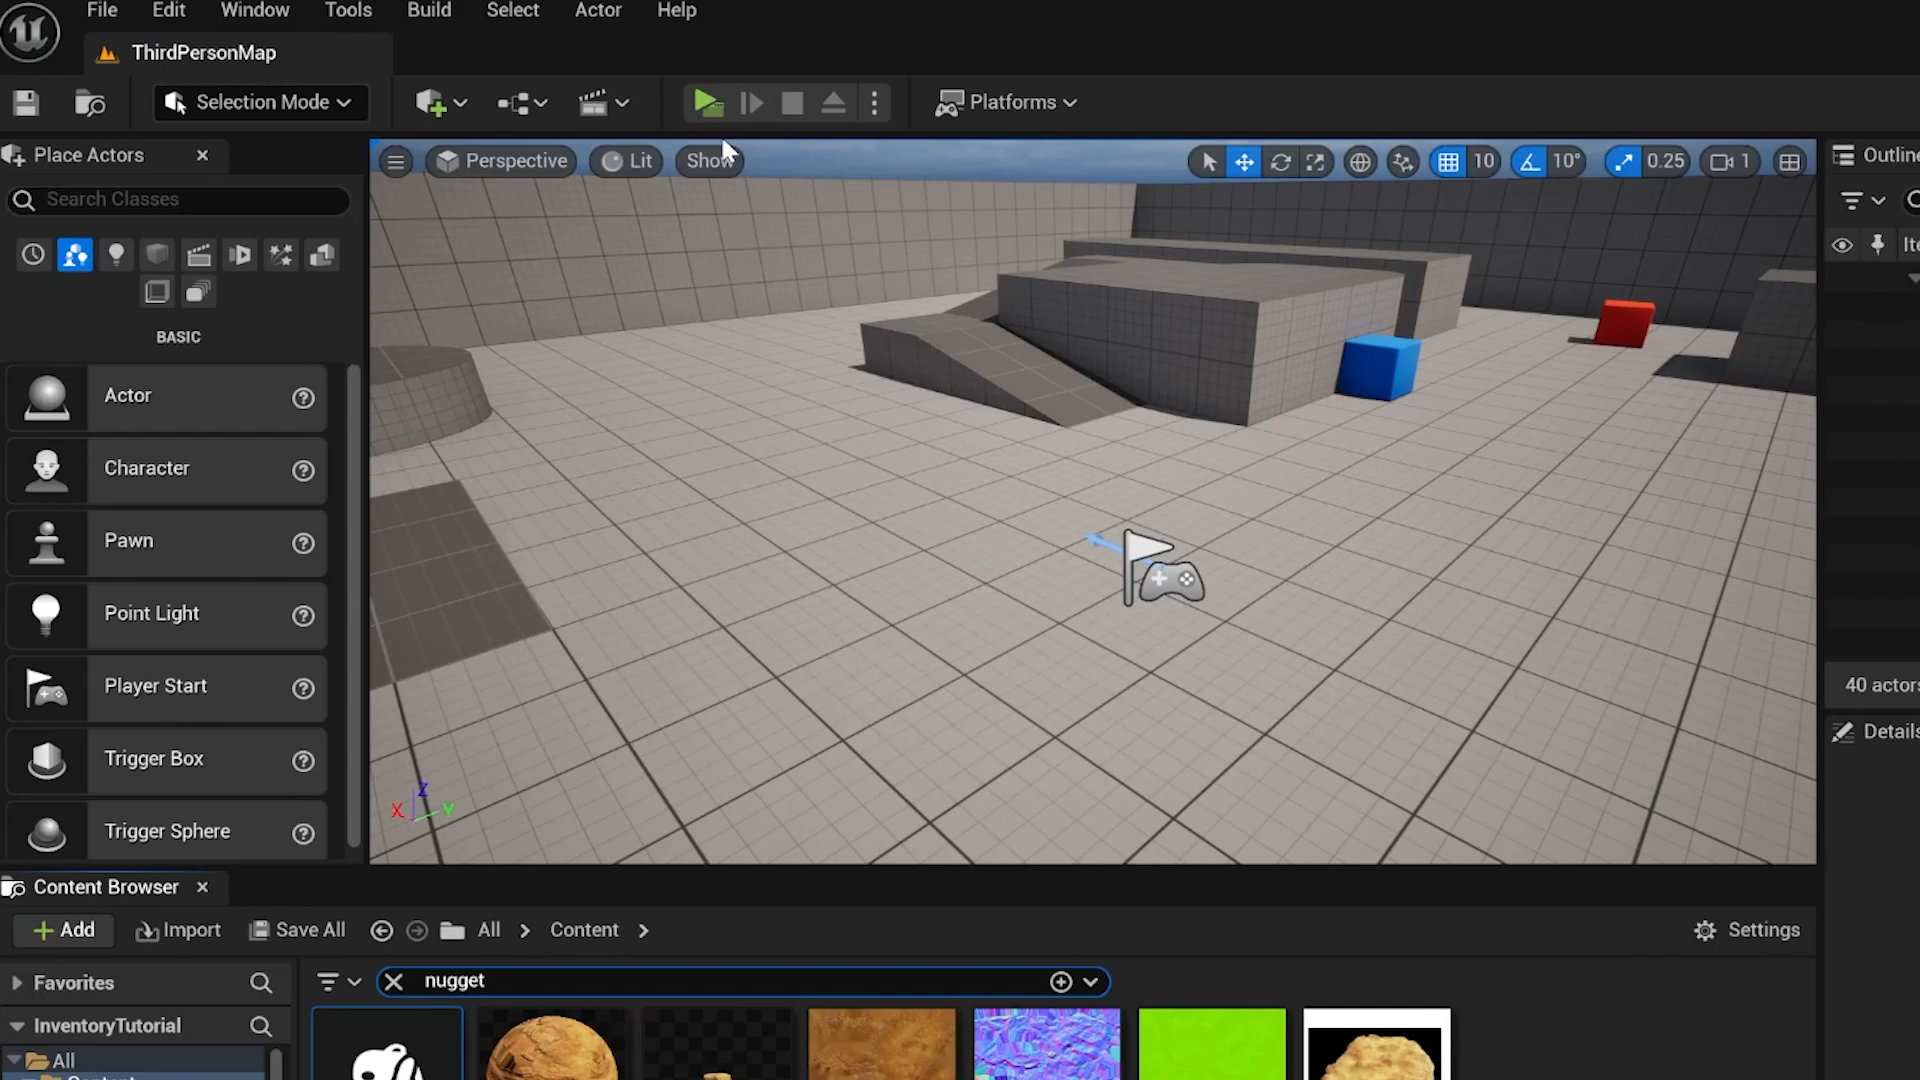 File Edit Window Tools Build Select Actor Help
ThirdPersonMap
Selection Mode
Platforms
Place Actors
Search Classes
BASIC
Actor
Character
Pawn
Point Light
Player Start
Trigger Box
Trigger Sphere
Perspective Lit Show
10 10° 0.25 1
X Z Y
Outline
Ite
40 actors
Details
Content Browser
Add Import Save All All Content Settings
Favorites
nugget
InventoryTutorial
All
Content